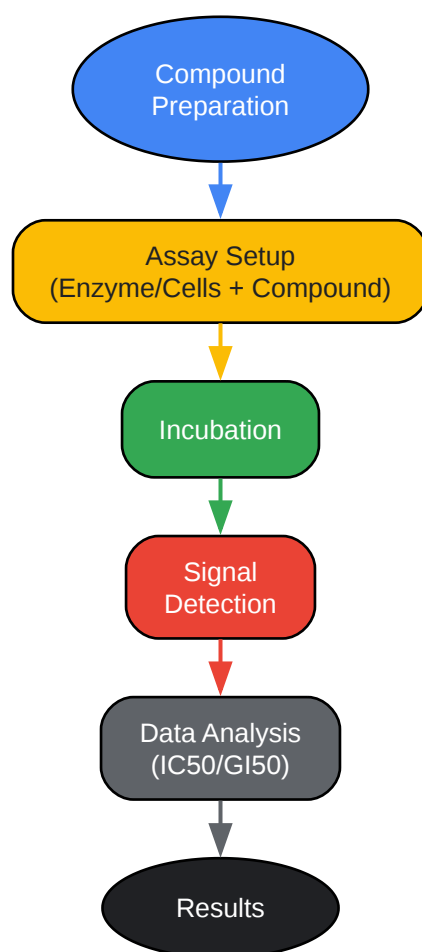 Compound
Preparation
Assay Setup
(Enzyme/Cells + Compound)
Incubation
Signal
Detection
Data Analysis
(IC50/GI50)
Results